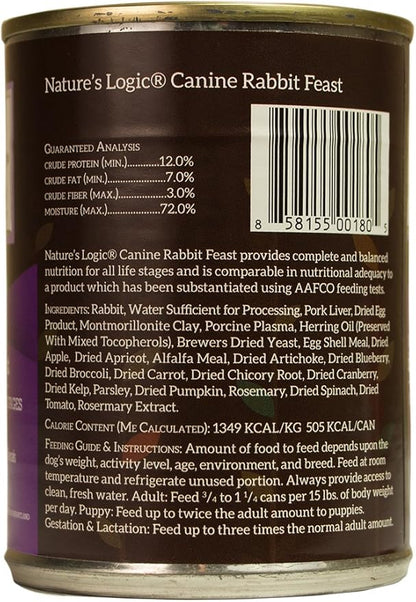 Nature's Logic® Canine Rabbit Feast
GUARANTEED ANALYSIS
CRUDE PROTEIN (MIN.)............12.0%
CRUDE FAT (MIN.)....................7.0%
CRUDE FIBER (MAX.)................3.0%
MOISTURE (MAX.)...................72.0%
8 58155 00180 5
Nature's Logic® Canine Rabbit Feast provides complete and balanced
nutrition for all life stages and is comparable in nutritional adequacy to
a product which has been substantiated using AAFCO feeding tests.
INGREDIENTS: Rabbit, Water Sufficient for Processing, Pork Liver, Dried Egg
Product, Montmorillonite Clay, Porcine Plasma, Herring Oil (Preserved
With Mixed Tocopherols), Brewers Dried Yeast, Egg Shell Meal, Dried
Apple, Dried Apricot, Alfalfa Meal, Dried Artichoke, Dried Blueberry,
Dried Broccoli, Dried Carrot, Dried Chicory Root, Dried Cranberry,
Dried Kelp, Parsley, Dried Pumpkin, Rosemary, Dried Spinach, Dried
Tomato, Rosemary Extract.
CALORIE CONTENT (ME CALCULATED): 1349 KCAL/KG 505 KCAL/CAN
FEEDING GUIDE & INSTRUCTIONS: Amount of food to feed depends upon the
dog's weight, activity level, age, environment, and breed. Feed at room
temperature and refrigerate unused portion. Always provide access to
clean, fresh water. Adult: Feed 3/4 to 1 1/4 cans per 15 lbs. of body weight
per day. Puppy: Feed up to twice the adult amount to puppies.
Gestation & Lactation: Feed up to three times the normal adult amount.